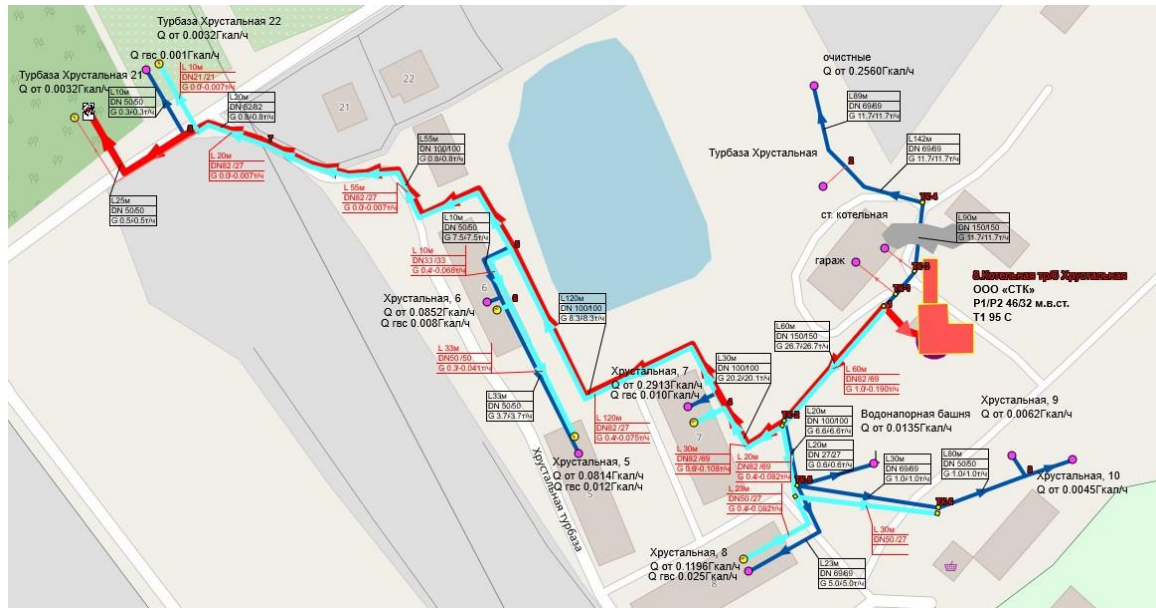 Турбаза Хрустальная 22
Q от 0.0032Гкал/ч
Q гвс 0.001Гкал/ч
L 10м
DN21 /21
G 0.0/-0.007т/ч
Турбаза Хрустальная 21
Q от 0.0032Гкал/ч
L10м
DN 50/50
G 0.3/-0.3т/ч
L20м
DN 82/82
G 0.8/-0.8т/ч
22
21
7
L 20м
DN82 /27
G 0.0/-0.007т/ч
L55м
DN 100/100
G 0.8/-0.8т/ч
L 55м
DN82 /27
G 0.0/-0.007т/ч
L25м
DN 50/50
G 0.5/-0.5т/ч
очистные
Q от 0.2560Гкал/ч
L89м
DN 69/69
G 11.7/11.7т/ч
L142м
DN 69/69
G 11.7/11.7т/ч
Турбаза Хрустальная
2
ст. котельная
гараж
L90м
DN 150/150
G 11.7/11.7т/ч
8.Котельная тр/б Хрустальная
ООО «СТК»
P1/P2 46/32 м.в.ст.
T1 95 C
L10м
DN 50/50
G 7.5/-7.5т/ч
L 10м
DN33 /33
G 0.4/-0.068т/ч
6
6
Хрустальная, 6
Q от 0.0852Гкал/ч
Q гвс 0.008Гкал/ч
L120м
DN 100/100
G 8.3/-8.3т/ч
L 33м
DN50 /50
G 0.3/-0.041т/ч
L33м
DN 50/50
G 3.7/-3.7т/ч
L60м
DN 150/150
G 26.7/-26.7т/ч
L 60м
DN82 /69
G 1.0/-0.190т/ч
L30м
DN 100/100
G 20.2/-20.1т/ч
Хрустальная, 7
Q от 0.2913Гкал/ч
Q гвс 0.010Гкал/ч
4
7
L 120м
DN82 /27
G 0.4/-0.075т/ч
L 30м
DN82 /69
G 0.6/-0.108т/ч
L 20м
DN82 /69
G 0.4/-0.082т/ч
L20м
DN 100/100
G 6.6/-6.6т/ч
Водонапорная башня
Q от 0.0135Гкал/ч
L20м
DN 27/27
G 0.6/-0.6т/ч
L30м
DN 69/69
G 1.0/-1.0т/ч
L80м
DN 50/50
G 1.0/-1.0т/ч
Хрустальная, 9
Q от 0.0062Гкал/ч
Хрустальная, 10
Q от 0.0045Гкал/ч
Хрустальная, 5
Q от 0.0814Гкал/ч
Q гвс 0,012Гкал/ч
Хрустальная турбаза
L 23м
DN50 /27
G 0.4/-0.082т/ч
L 30м
DN50 /27
Хрустальная, 8
Q от 0.1196Гкал/ч
Q гвс 0.025Гкал/ч
L23м
DN 69/69
G 5.0/-5.0т/ч
8